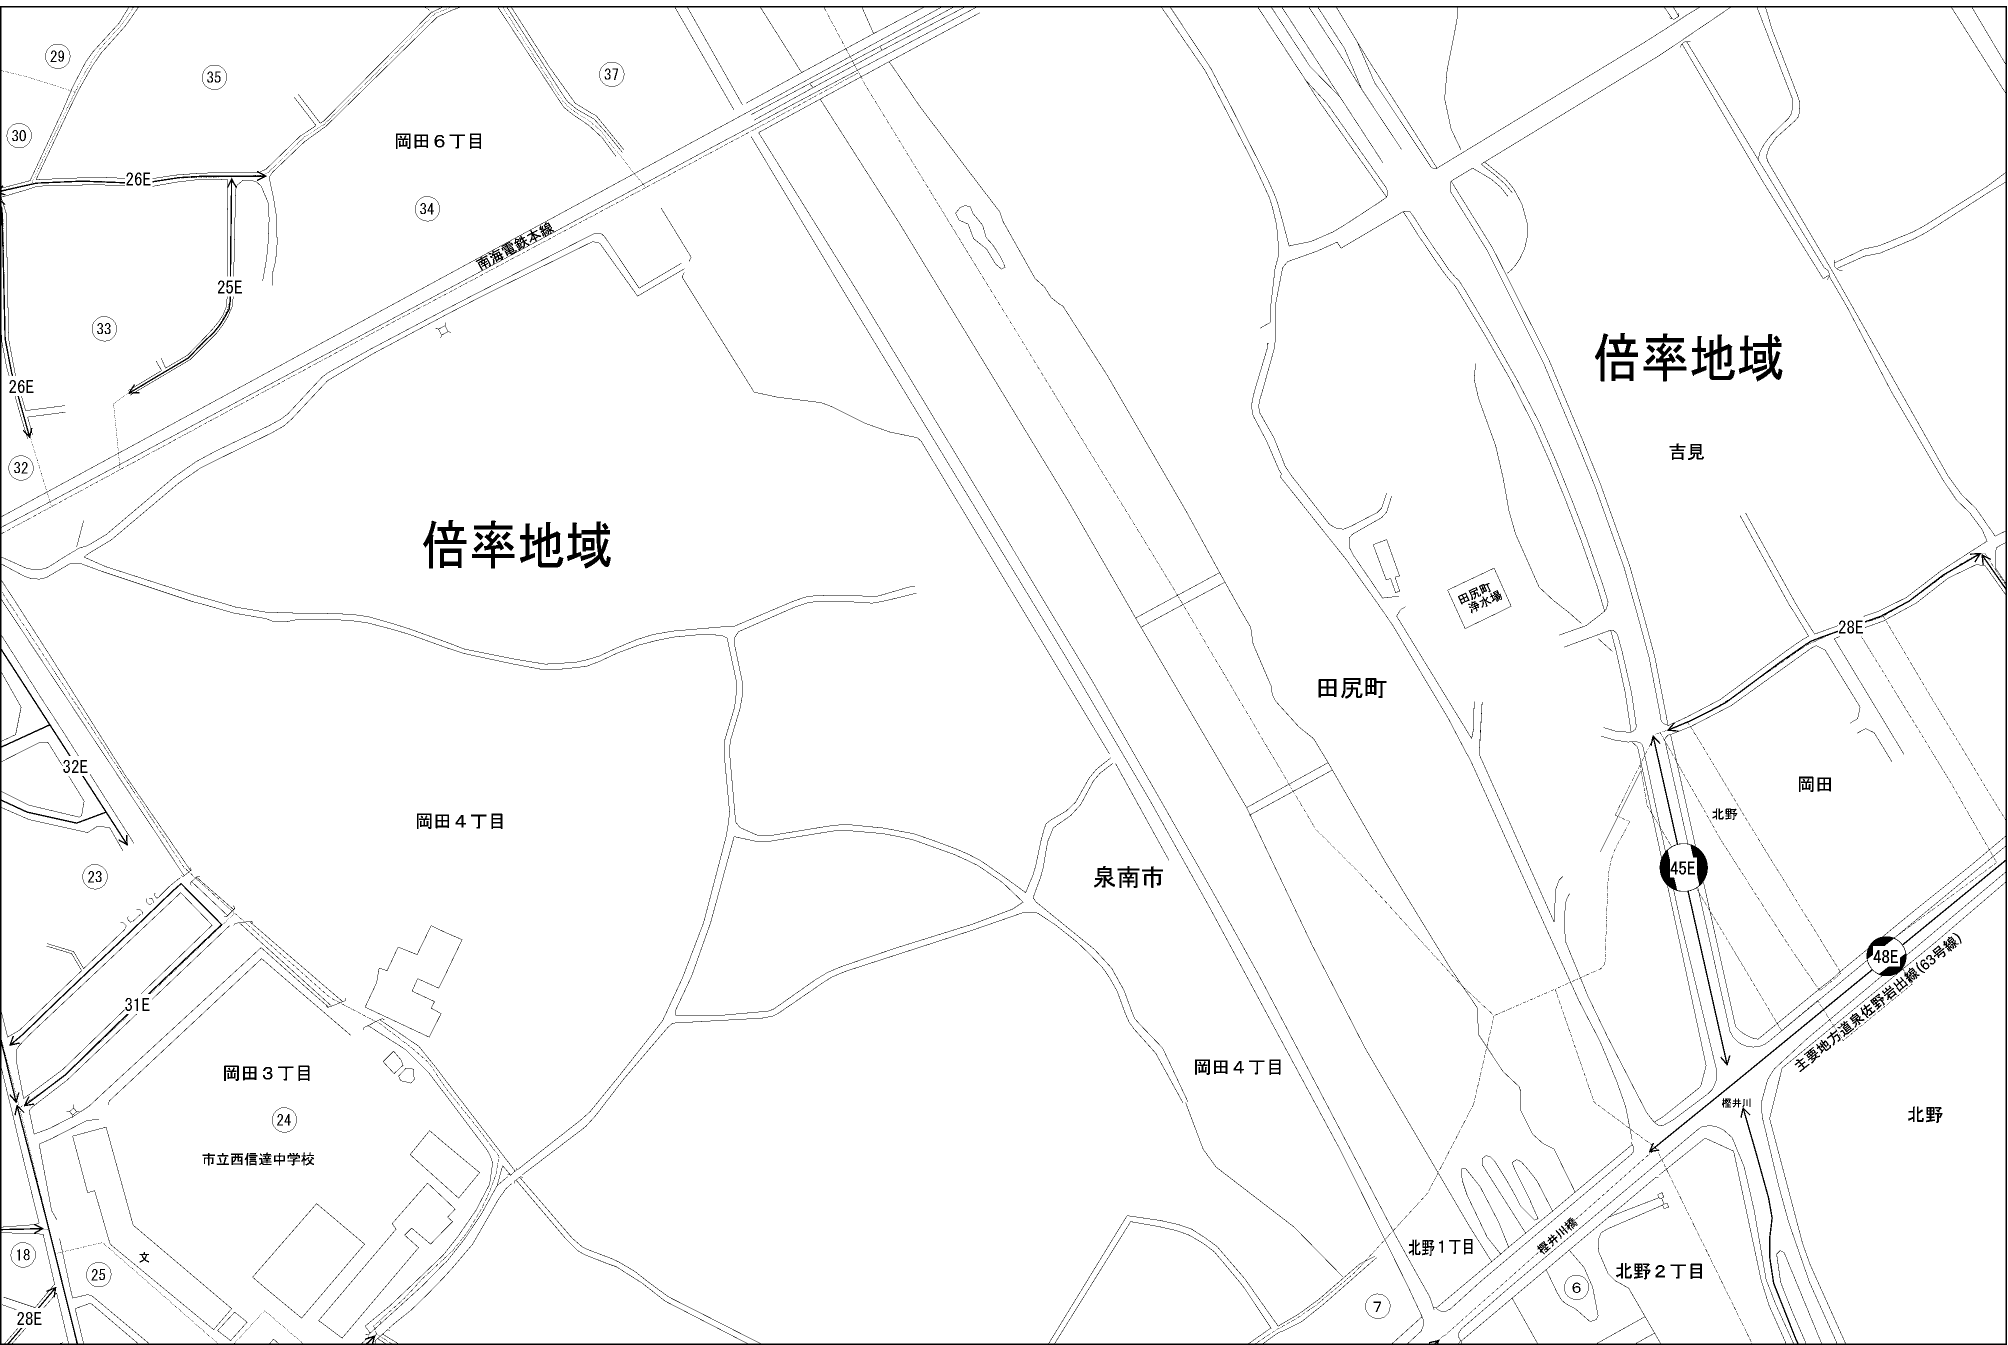 29
35
37
30
岡田６丁目
26E
34
南海電鉄本線
25E
33
26E
32
倍率地域
吉見
倍率地域
田尻町
浄水場
28E
田尻町
32E
岡田
北野
岡田４丁目
45E
23
泉南市
48E
主要地方道泉佐野岩出線(63号線)
31E
岡田３丁目
岡田４丁目
樫井川
北野
24
市立西信達中学校
樫井川橋
北野１丁目
18
文
25
北野２丁目
6
7
28E